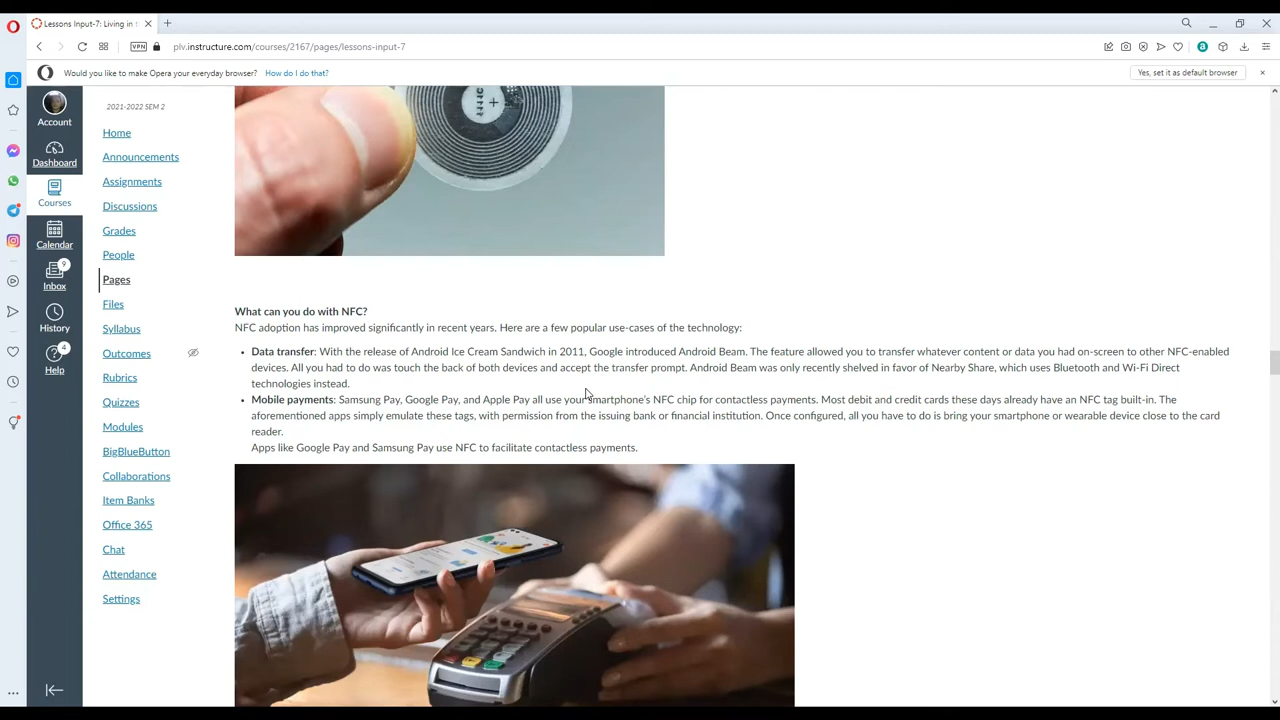 Lessons Input-7: Living in
VPN
plv.instructure.com/courses/2167/pages/lessons-input-7
Would you like to make Opera your everyday browser? How do I do that?
Yes, set it as default browser
Account
Dashboard
Courses
Calendar
9
Inbox
History
4
Help
2021-2022 SEM 2
Home
Announcements
Assignments
Discussions
Grades
People
Pages
Files
Syllabus
Outcomes
Rubrics
Quizzes
Modules
BigBlueButton
Collaborations
Item Banks
Office 365
Chat
Attendance
Settings
What can you do with NFC?
NFC adoption has improved significantly in recent years. Here are a few popular use-cases of the technology:
• Data transfer: With the release of Android Ice Cream Sandwich in 2011, Google introduced Android Beam. The feature allowed you to transfer whatever content or data you had on-screen to other NFC-enabled
devices. All you had to do was touch the back of both devices and accept the transfer prompt. Android Beam was only recently shelved in favor of Nearby Share, which uses Bluetooth and Wi-Fi Direct
technologies instead.
• Mobile payments: Samsung Pay, Google Pay, and Apple Pay all use your smartphone's NFC chip for contactless payments. Most debit and credit cards these days already have an NFC tag built-in. The
aforementioned apps simply emulate these tags, with permission from the issuing bank or financial institution. Once configured, all you have to do is bring your smartphone or wearable device close to the card
reader.
Apps like Google Pay and Samsung Pay use NFC to facilitate contactless payments.